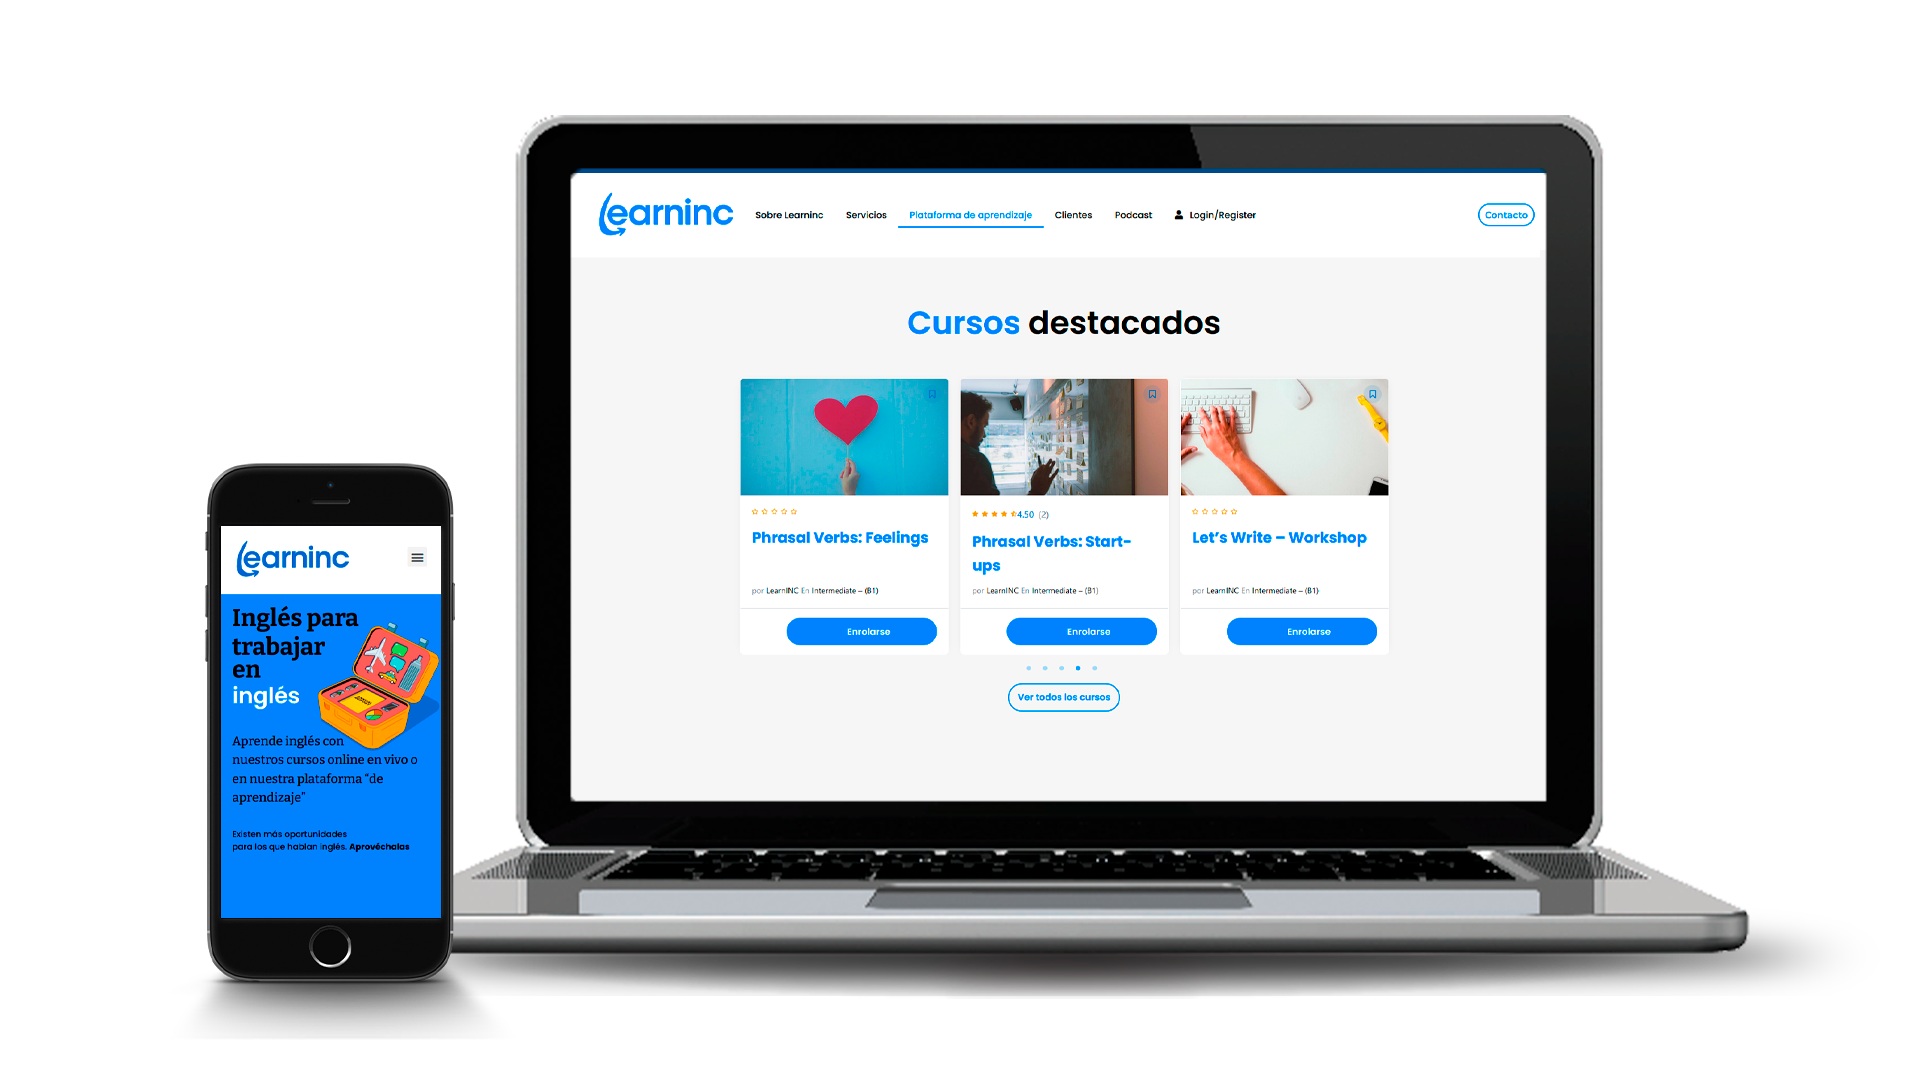 Learninc
Sobre Learninc
Servicios
Plataforma de aprendizaje
Clientes
Podcast
Login/Register
Contacto
Cursos destacados
Phrasal Verbs: Feelings
por LearnINC En Intermediate – (B1)
Enrolarse
4.50 (2)
Phrasal Verbs: Start-
ups
por LearnINC En Intermediate – (B1)
Enrolarse
Let's Write – Workshop
por LearnINC En Intermediate – (B1)
Enrolarse
Ver todos los cursos
Learninc
Inglés para
trabajar
en
inglés
Aprende inglés con
nuestros cursos online en vivo o
en nuestra plataforma “de
aprendizaje”
Existen más oportunidades
para los que hablan inglés. Aprovéchalas